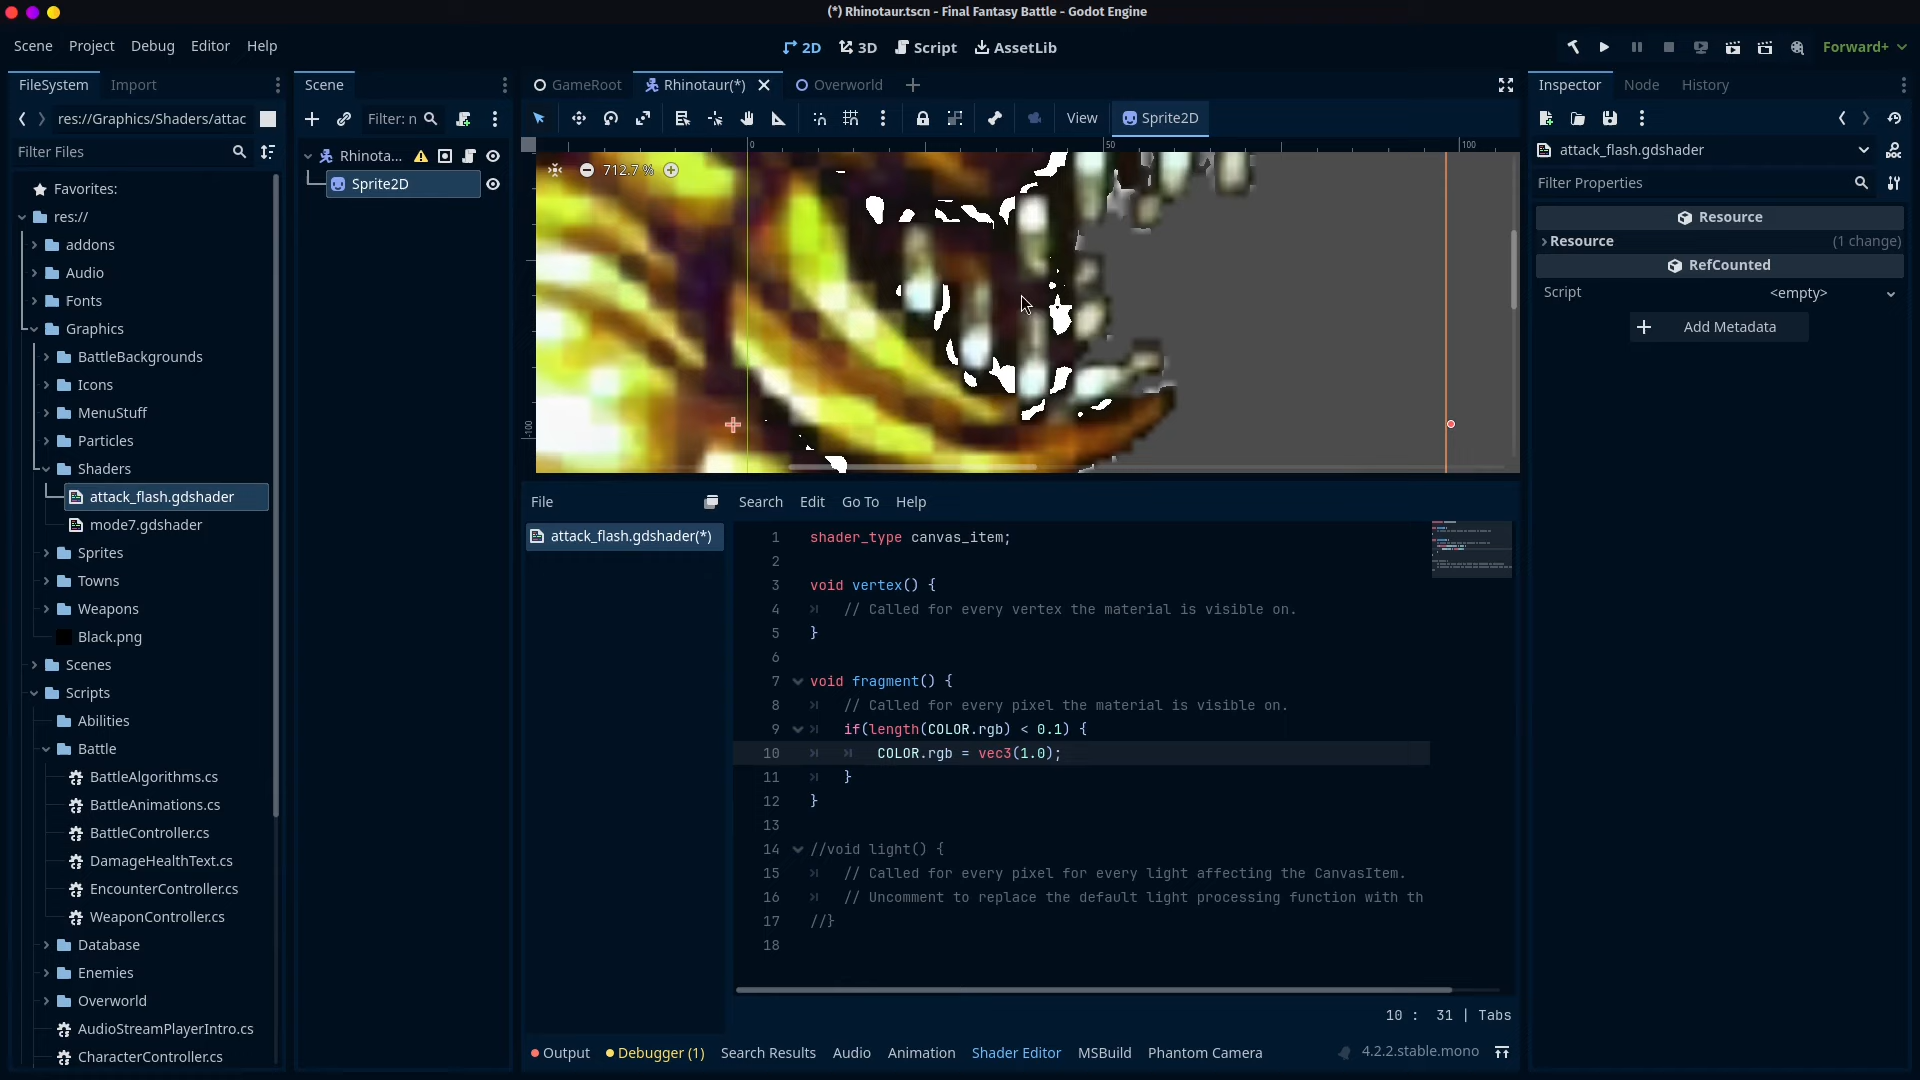 (*) Rhinotaur.tscn - Final Fantasy Battle - Godot Engine
Scene Project Debug Editor Help
2D 3D Script AssetLib
Forward+
FileSystem Import
Scene
GameRoot Rhinotaur(*) Overworld
Inspector Node History
res://Graphics/Shaders/attac
Filter: n
View Sprite2D
Filter Files
Rhinota...
Sprite2D
0 50 100
712.7 %
-100
attack_flash.gdshader
Filter Properties
Resource
Resource (1 change)
RefCounted
Script <empty>
Add Metadata
Favorites:
res://
addons
Audio
Fonts
Graphics
BattleBackgrounds
Icons
MenuStuff
Particles
Shaders
attack_flash.gdshader
mode7.gdshader
Sprites
Towns
Weapons
Black.png
Scenes
Scripts
Abilities
Battle
BattleAlgorithms.cs
BattleAnimations.cs
BattleController.cs
DamageHealthText.cs
EncounterController.cs
WeaponController.cs
Database
Enemies
Overworld
AudioStreamPlayerIntro.cs
CharacterController.cs
File Search Edit Go To Help
attack_flash.gdshader(*)
1 shader_type canvas_item;
2
3 void vertex() {
4 // Called for every vertex the material is visible on.
5 }
6
7 void fragment() {
8 // Called for every pixel the material is visible on.
9 if(length(COLOR.rgb) < 0.1) {
10 COLOR.rgb = vec3(1.0);
11 }
12 }
13
14 //void light() {
15 // Called for every pixel for every light affecting the CanvasItem.
16 // Uncomment to replace the default light processing function with th
17 //}
18
10 : 31 | Tabs
Output Debugger (1) Search Results Audio Animation Shader Editor MSBuild Phantom Camera 4.2.2.stable.mono